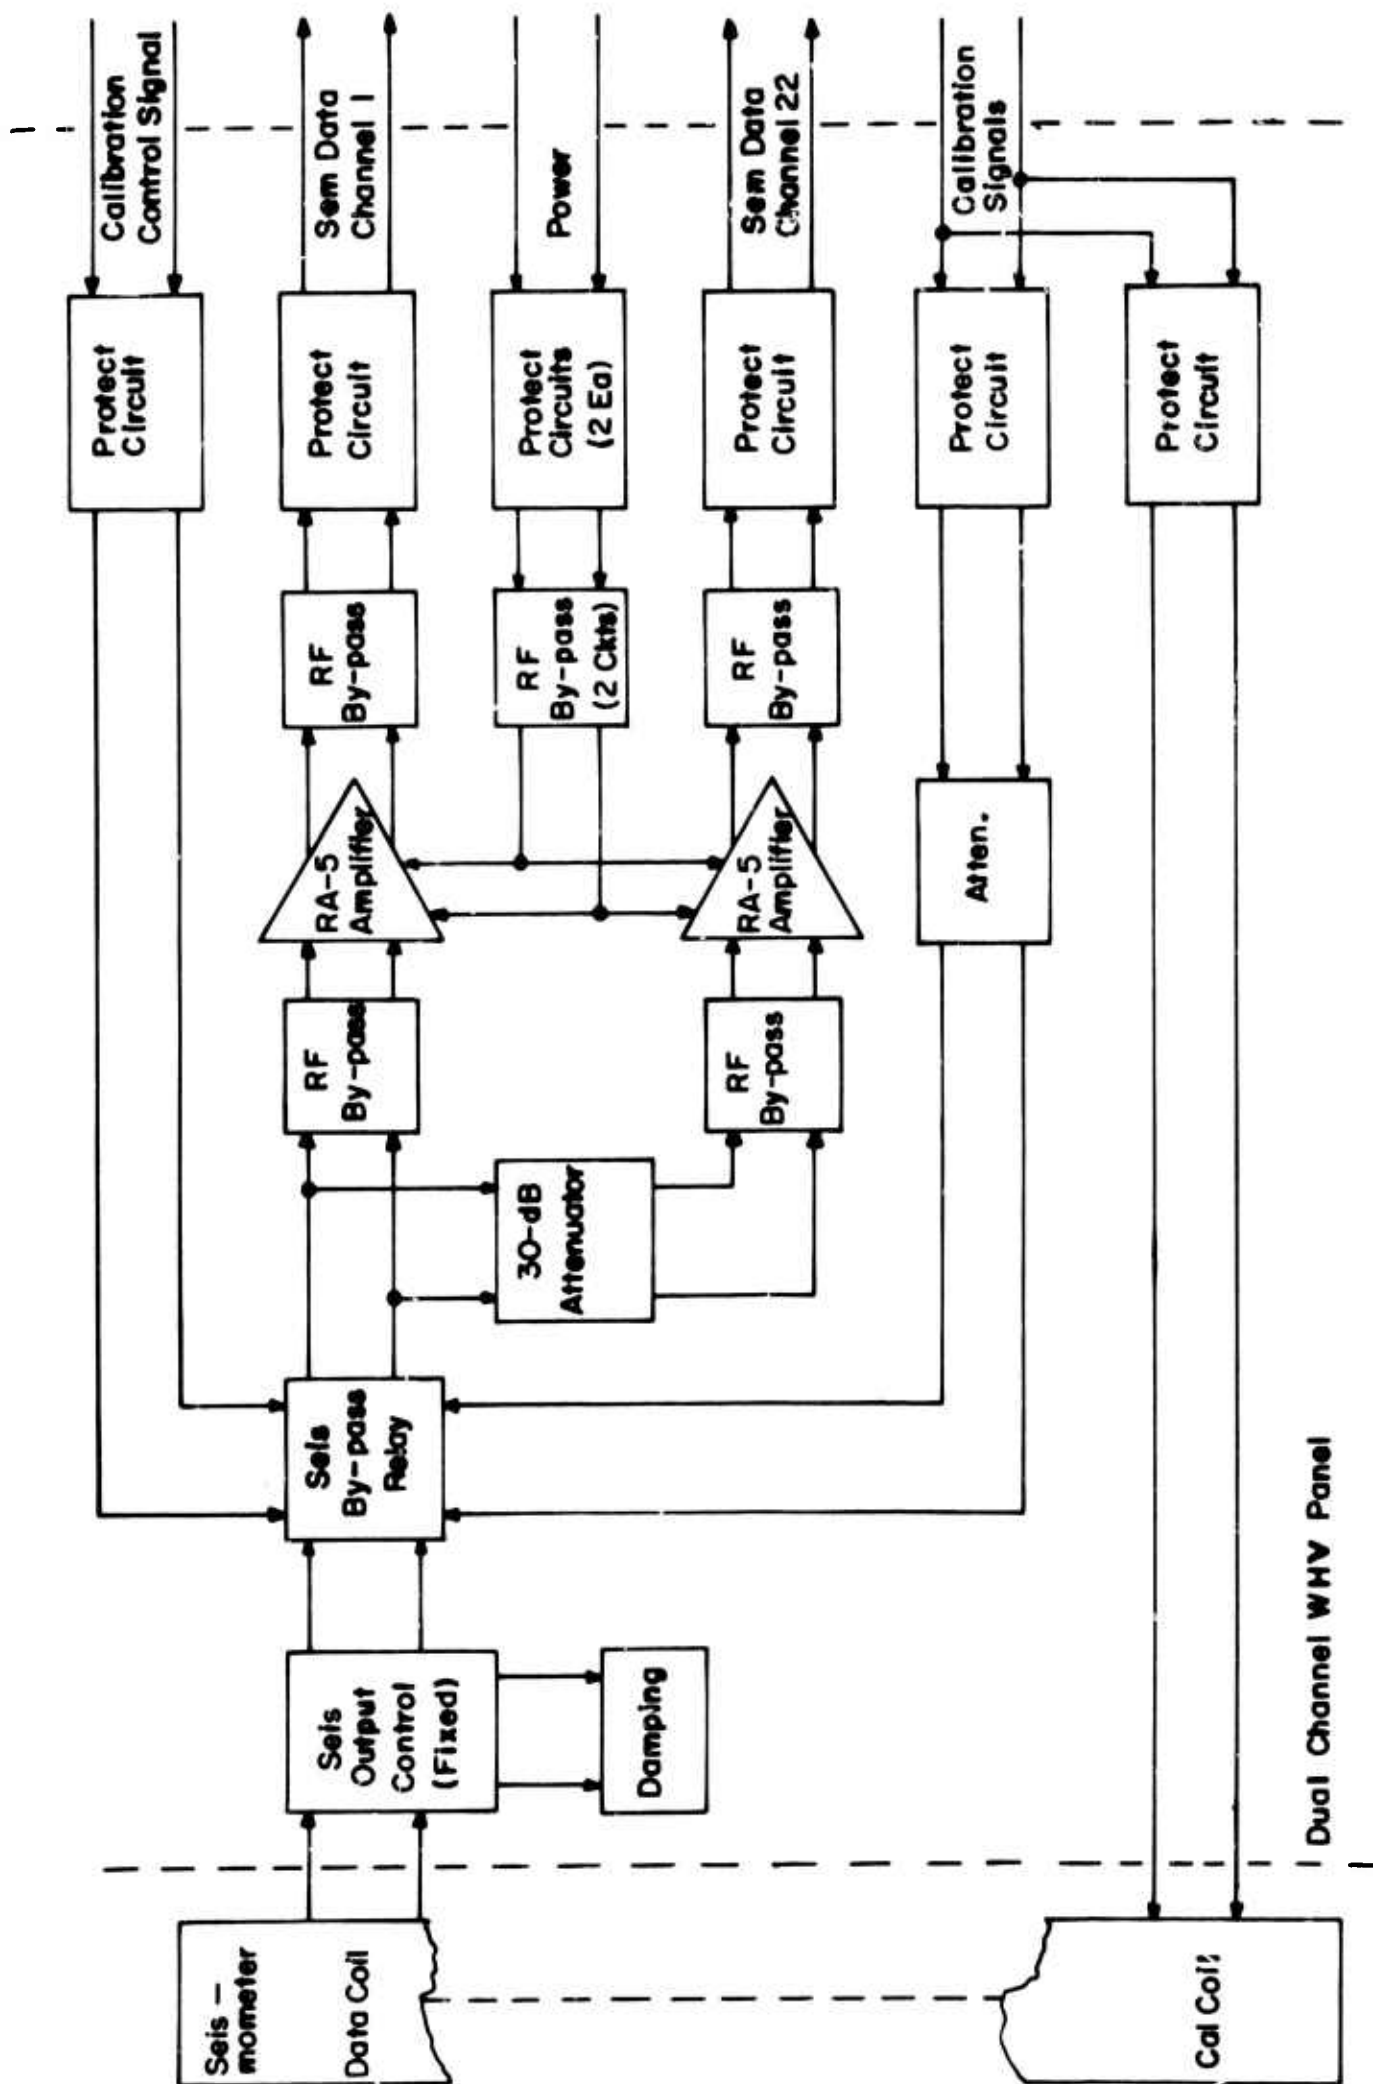 Seis –
mometer
Data Coil
Seis
Output
Control
(Fixed)
Damping
Seis
By-pass
Relay
30-dB
Attenuator
RF
By-pass
RF
By-pass
RA-5
Amplifier
RA-5
Amplifier
RF
By-pass
RF
By-pass
(2 Ckts)
RF
By-pass
Atten.
Protect
Circuit
Protect
Circuit
Protect
Circuits
(2 Ea)
Protect
Circuit
Protect
Circuit
Protect
Circuit
Calibration
Control Signal
Sem Data
Channel 1
Power
Sem Data
Channel 22
Calibration
Signals
Cal Coil
Dual Channel WHV Panel